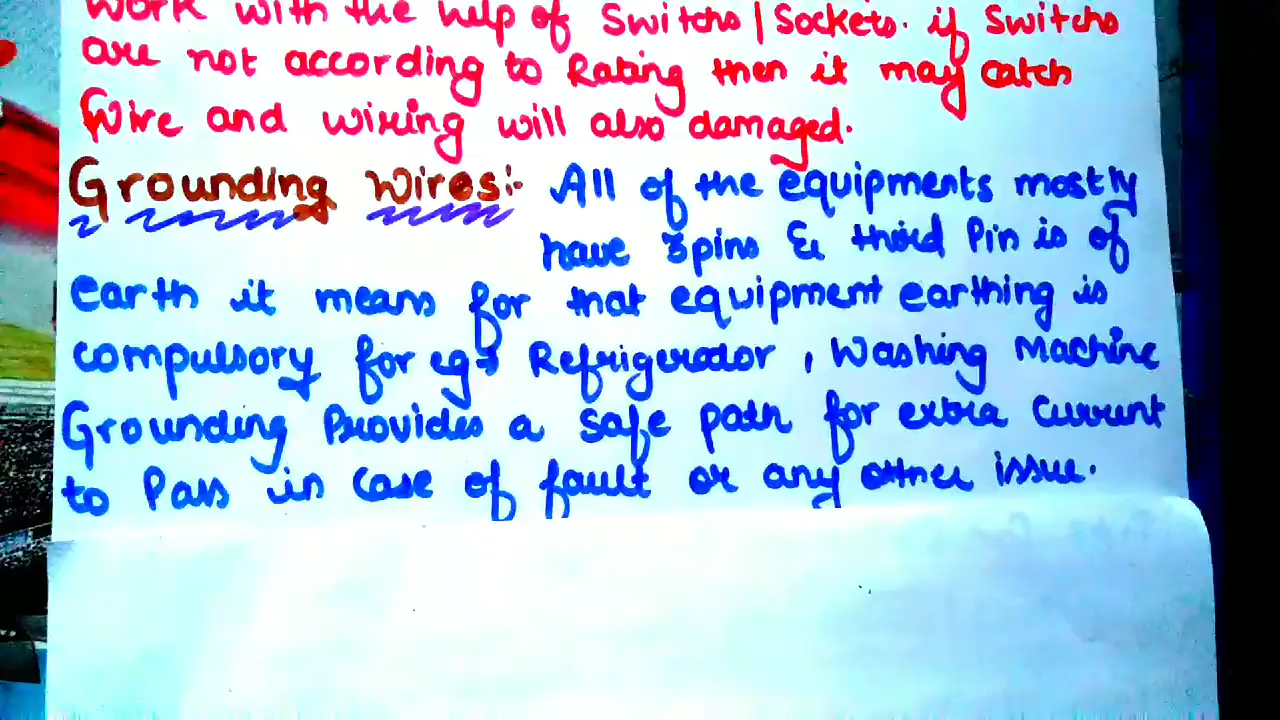 work with the help of Switchs | Sockets. if Switchs
are not according to Rating then it may catch
fire and wiring will also damaged.
Grounding Wires:- All of the equipments mostly
have 3pins & third Pin is of
earth it means for that equipment earthing is
compulsory for eg → Refrigerador, Washing Machine
Grounding Provides a safe path for extra Current
to Pass in case of fault or any other issue.